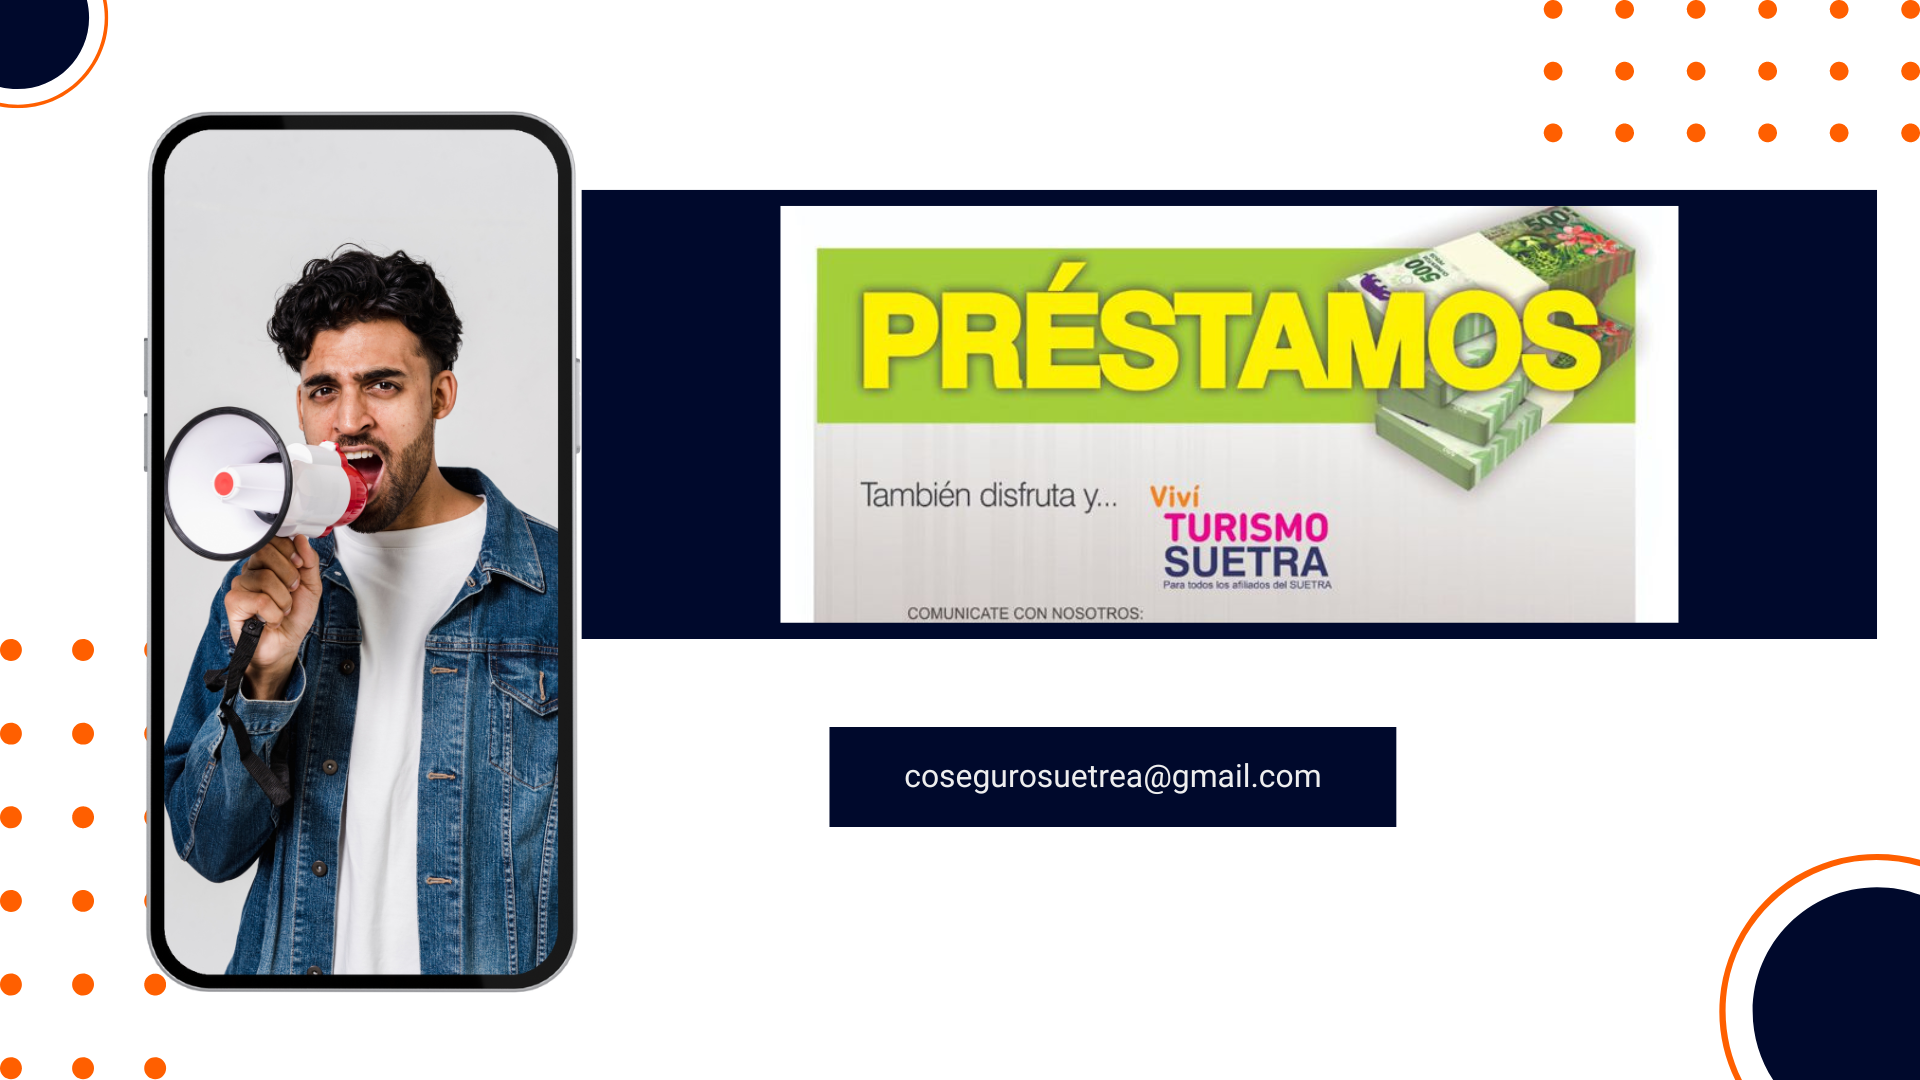 PRÉSTAMOS
500
500
También disfruta y...
Viví
TURISMO
SUETRA
Para todos los afiliados del SUETRA
COMUNICATE CON NOSOTROS:
cosegurosuetrea@gmail.com